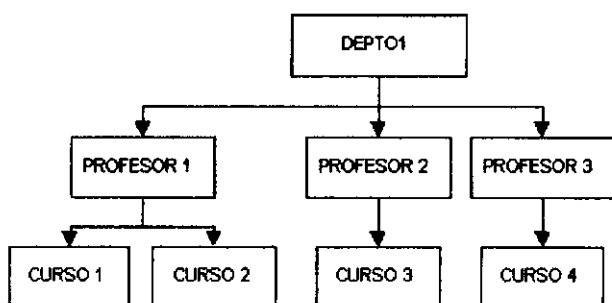 DEPTO1
PROFESOR 1
PROFESOR 2
PROFESOR 3
CURSO 1
CURSO 2
CURSO 3
CURSO 4